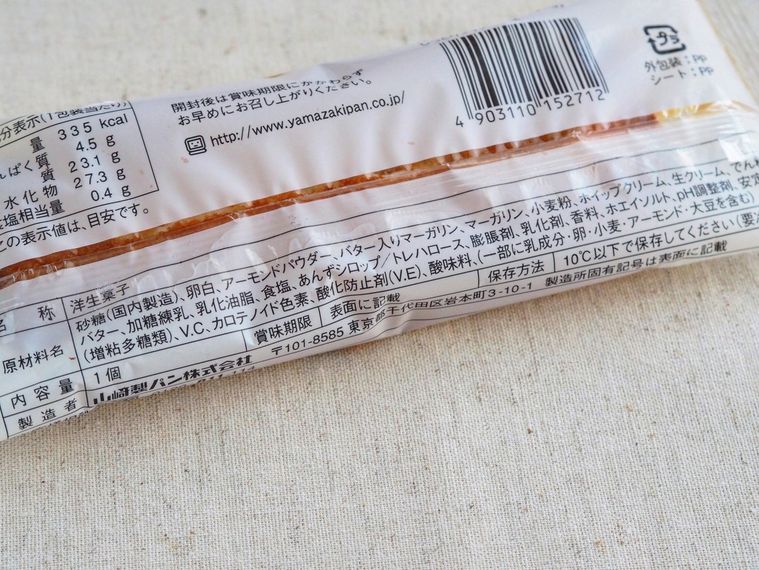 分表示(1包装当たり)
量 335 kcal
んぱく質 4.5 g
質 23.1 g
水化物 27.3 g
塩相当量 0.4 g
の表示値は、目安です。
開封後は賞味期限にかかわらず
お早めにお召し上がりください。
http://www.yamazakipan.co.jp/
4 903110 152712
プラ
外包装:PP
シート:PP
名称 洋生菓子
原材料名 砂糖(国内製造)、卵白、アーモンドパウダー、バター入りマーガリン、マーガリン、小麦粉、ホイップクリーム、生クリーム、でん
バター、加糖練乳、乳化油脂、食塩、あんずシロップ/トレハロース、膨脹剤、乳化剤、香料、ホエイソルト、pH調整剤、安定
(増粘多糖類)、V.C、カロテノイド色素、酸化防止剤(V.E)、酸味料、(一部に乳成分・卵・小麦・アーモンド・大豆を含む)
内容量 1個
賞味期限 表面に記載
保存方法 10℃以下で保存してください(要
製造者 山崎製パン株式会社
〒101-8585 東京都千代田区岩本町3-10-1 製造所固有記号は表面に記載